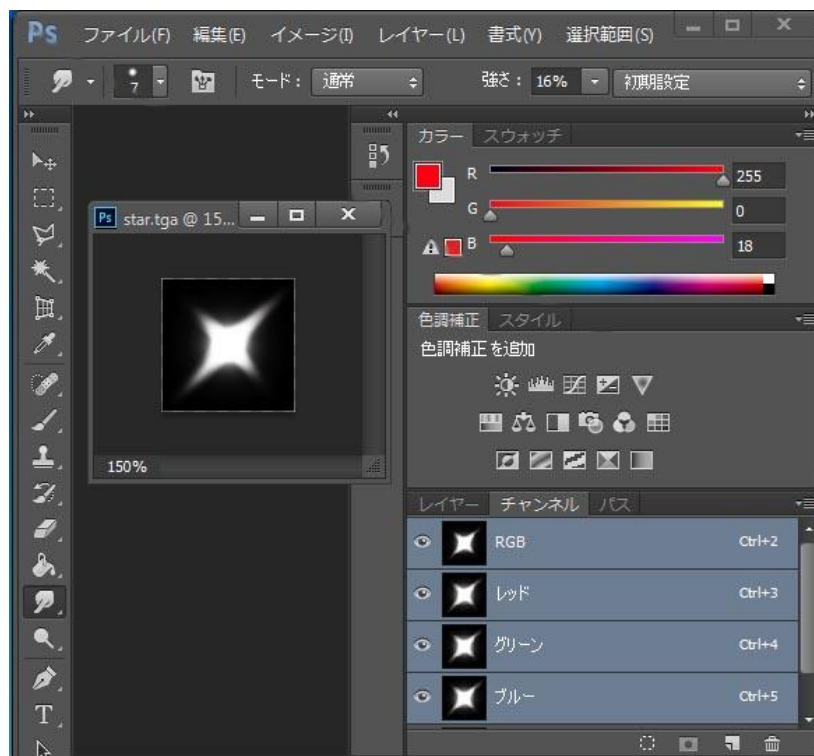 Ps ファイル(F) 編集(E) イメージ(I) レイヤー(L) 書式(Y) 選択範囲(S)
7 モード： 通常 強さ： 16% 初期設定
カラー スウォッチ
R 255
G 0
B 18
Ps star.tga @ 15...
150%
色調補正 スタイル
色調補正を追加
レイヤー チャンネル パス
RGB Ctrl+2
レッド Ctrl+3
グリーン Ctrl+4
ブルー Ctrl+5
T